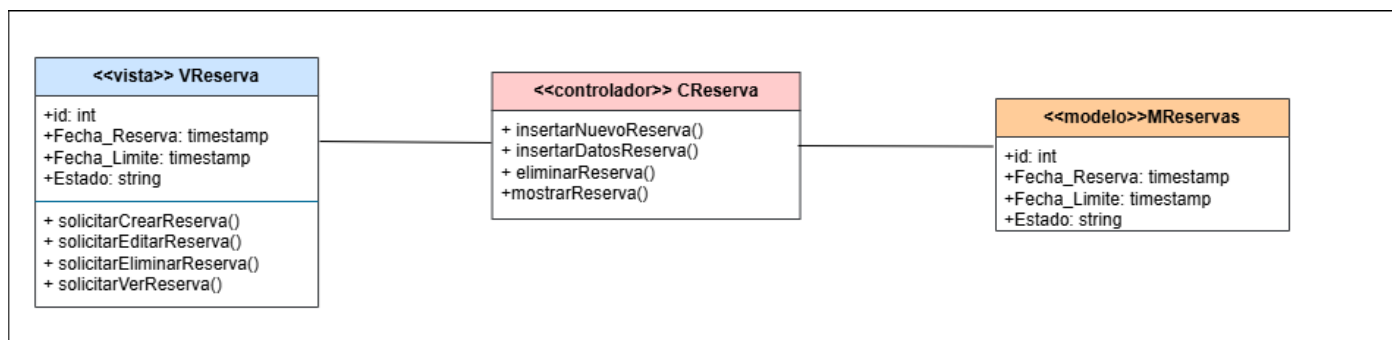 <<vista>> VReserva
+id: int
+Fecha_Reserva: timestamp
+Fecha_Limite: timestamp
+Estado: string
+ solicitarCrearReserva()
+ solicitarEditarReserva()
+ solicitarEliminarReserva()
+ solicitarVerReserva()
<<controlador>> CReserva
+ insertarNuevoReserva()
+ insertarDatosReserva()
+ eliminarReserva()
+mostrarReserva()
<<modelo>>MReservas
+id: int
+Fecha_Reserva: timestamp
+Fecha_Limite: timestamp
+Estado: string